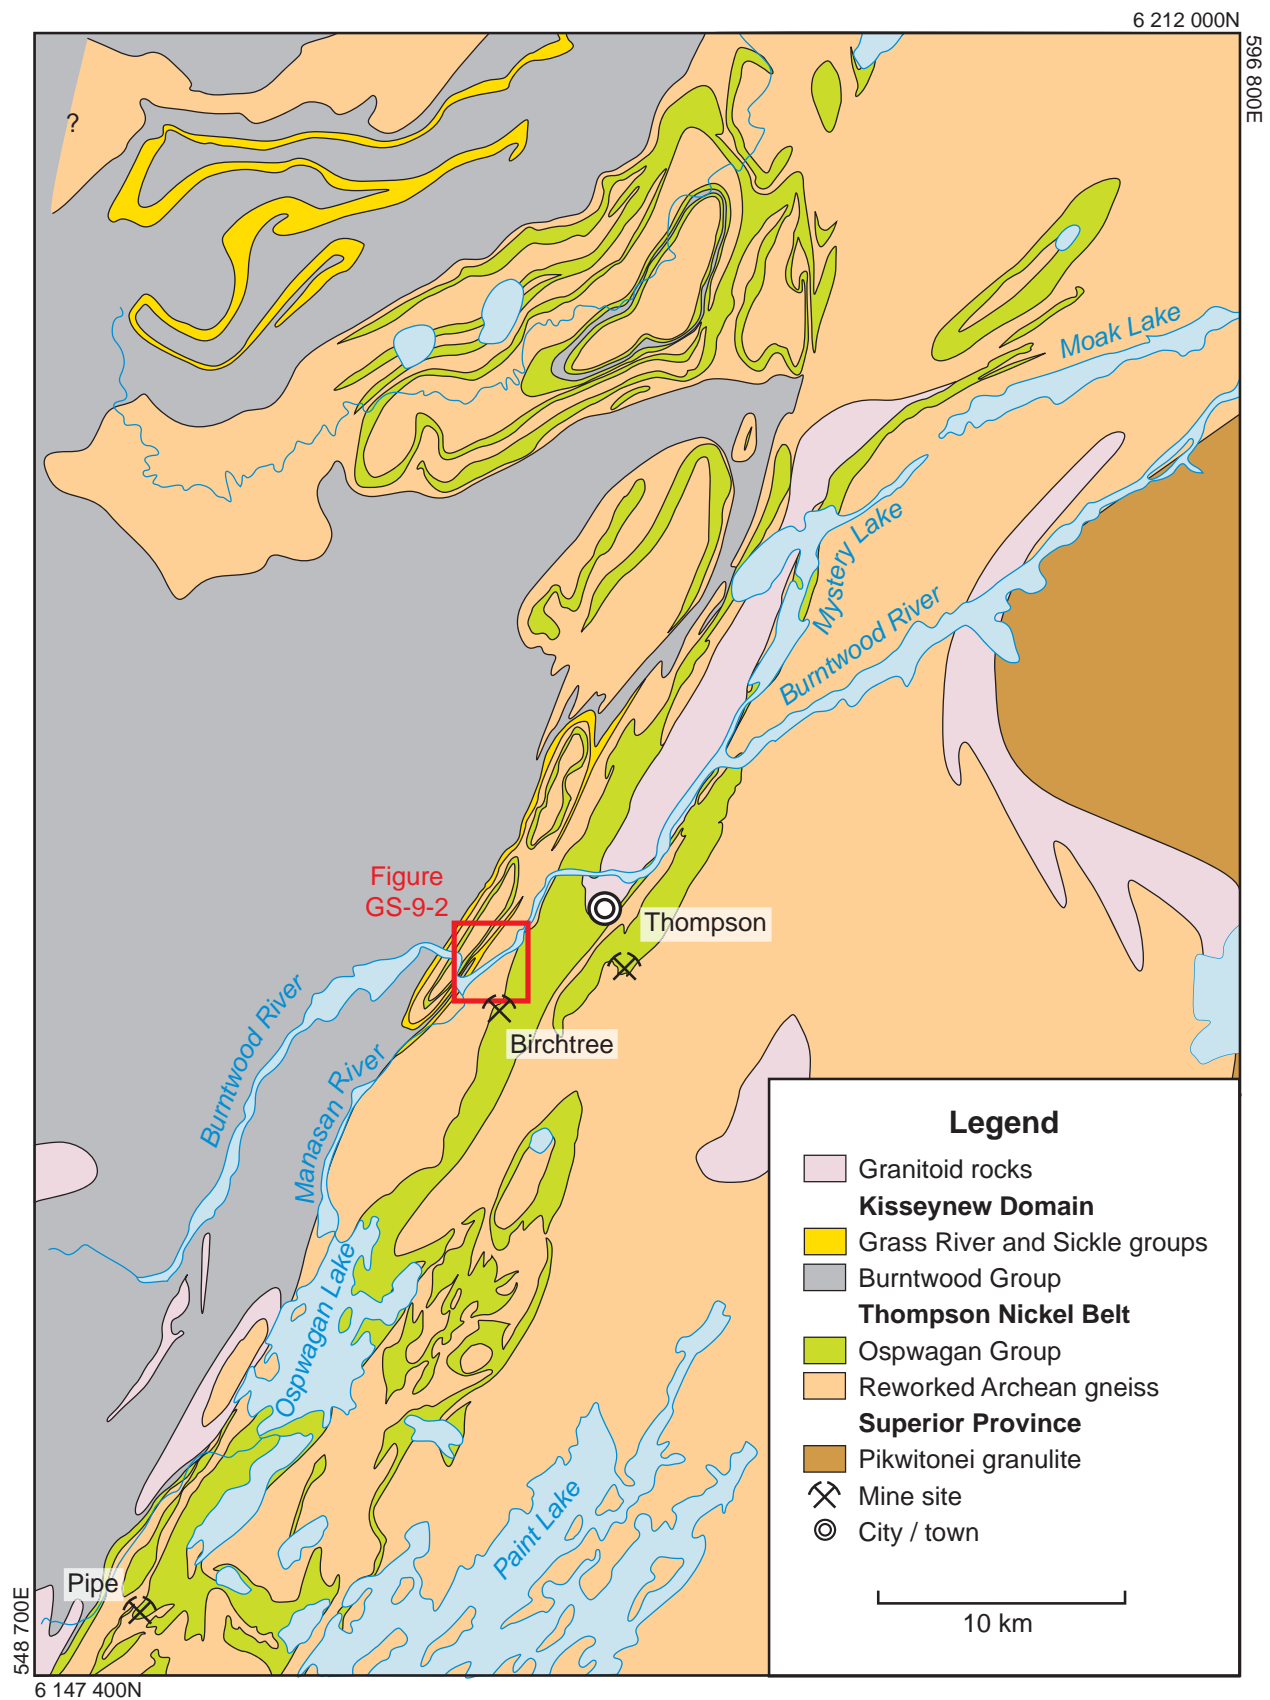 6 212 000N
596 800E
?
Moak Lake
Mystery Lake
Burntwood River
Figure
GS-9-2
Thompson
Birchtree
Burntwood River
Manasan River
Ospwagan Lake
Paint Lake
Pipe
548 700E
6 147 400N
Legend
Granitoid rocks
Kisseynew Domain
Grass River and Sickle groups
Burntwood Group
Thompson Nickel Belt
Ospwagan Group
Reworked Archean gneiss
Superior Province
Pikwitonei granulite
Mine site
City / town
10 km